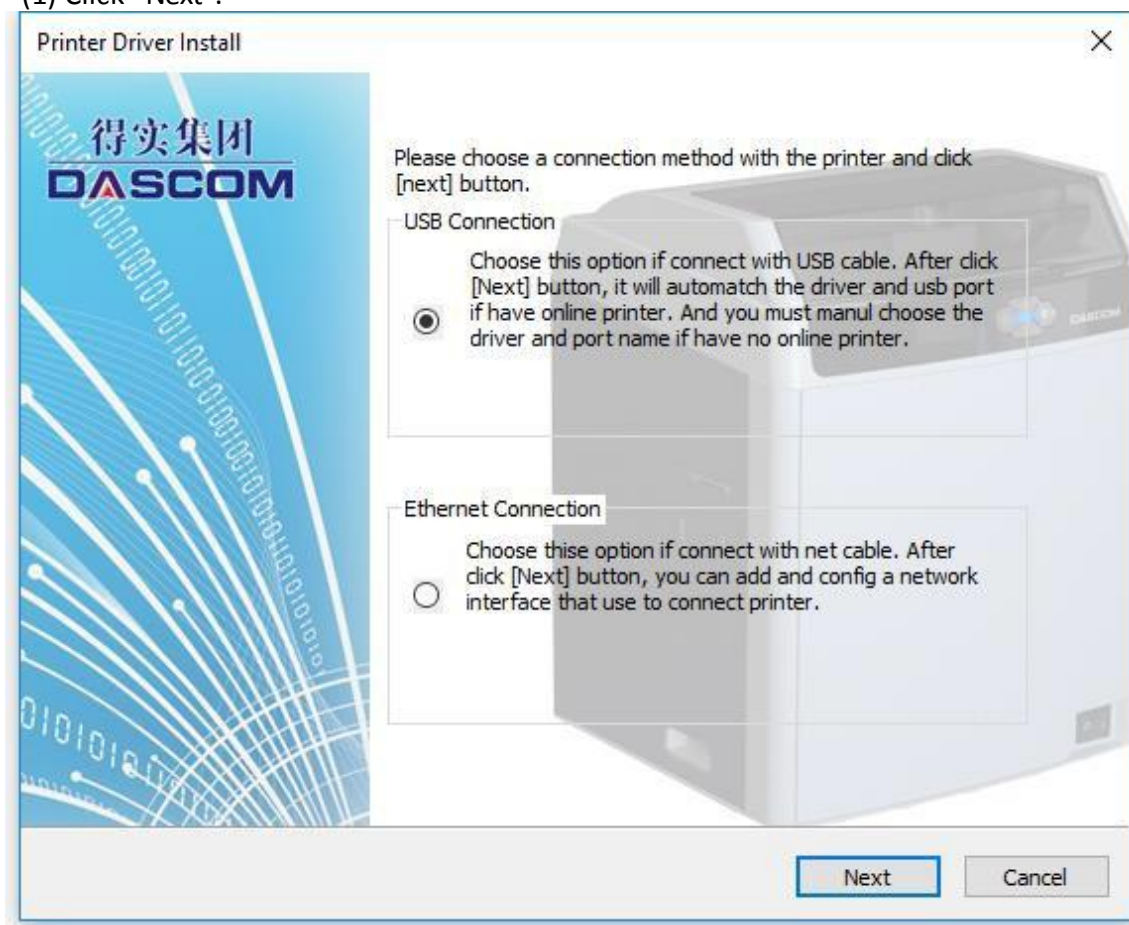 (1) Click "Next".
Printer Driver Install
得实集团
DASCOM
Please choose a connection method with the printer and click
[next] button.
USB Connection
Choose this option if connect with USB cable. After click
[Next] button, it will automatch the driver and usb port
if have online printer. And you must manul choose the
driver and port name if have no online printer.
DASCOM
Ethernet Connection
Choose thise option if connect with net cable. After
click [Next] button, you can add and config a network
interface that use to connect printer.
Next
Cancel